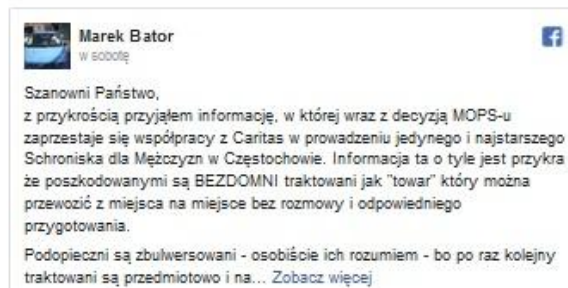 Marek Bator
w sobotę
Szanowni Państwo,
z przykrością przyjąłem informację, w której wraz z decyzją MOPS-u
zaprzestaje się współpracy z Caritas w prowadzeniu jedynego i najstarszego
Schroniska dla Mężczyzn w Częstochowie. Informacja ta o tyle jest przykra
że poszkodowanymi są BEZDOMNI traktowani jak "towar" który można
przewozić z miejsca na miejsce bez rozmowy i odpowiedniego
przygotowania.
Podopieczni są zbulwersowani - osobiście ich rozumiem - bo po raz kolejny
traktowani są przedmiotowo i na... Zobacz więcej